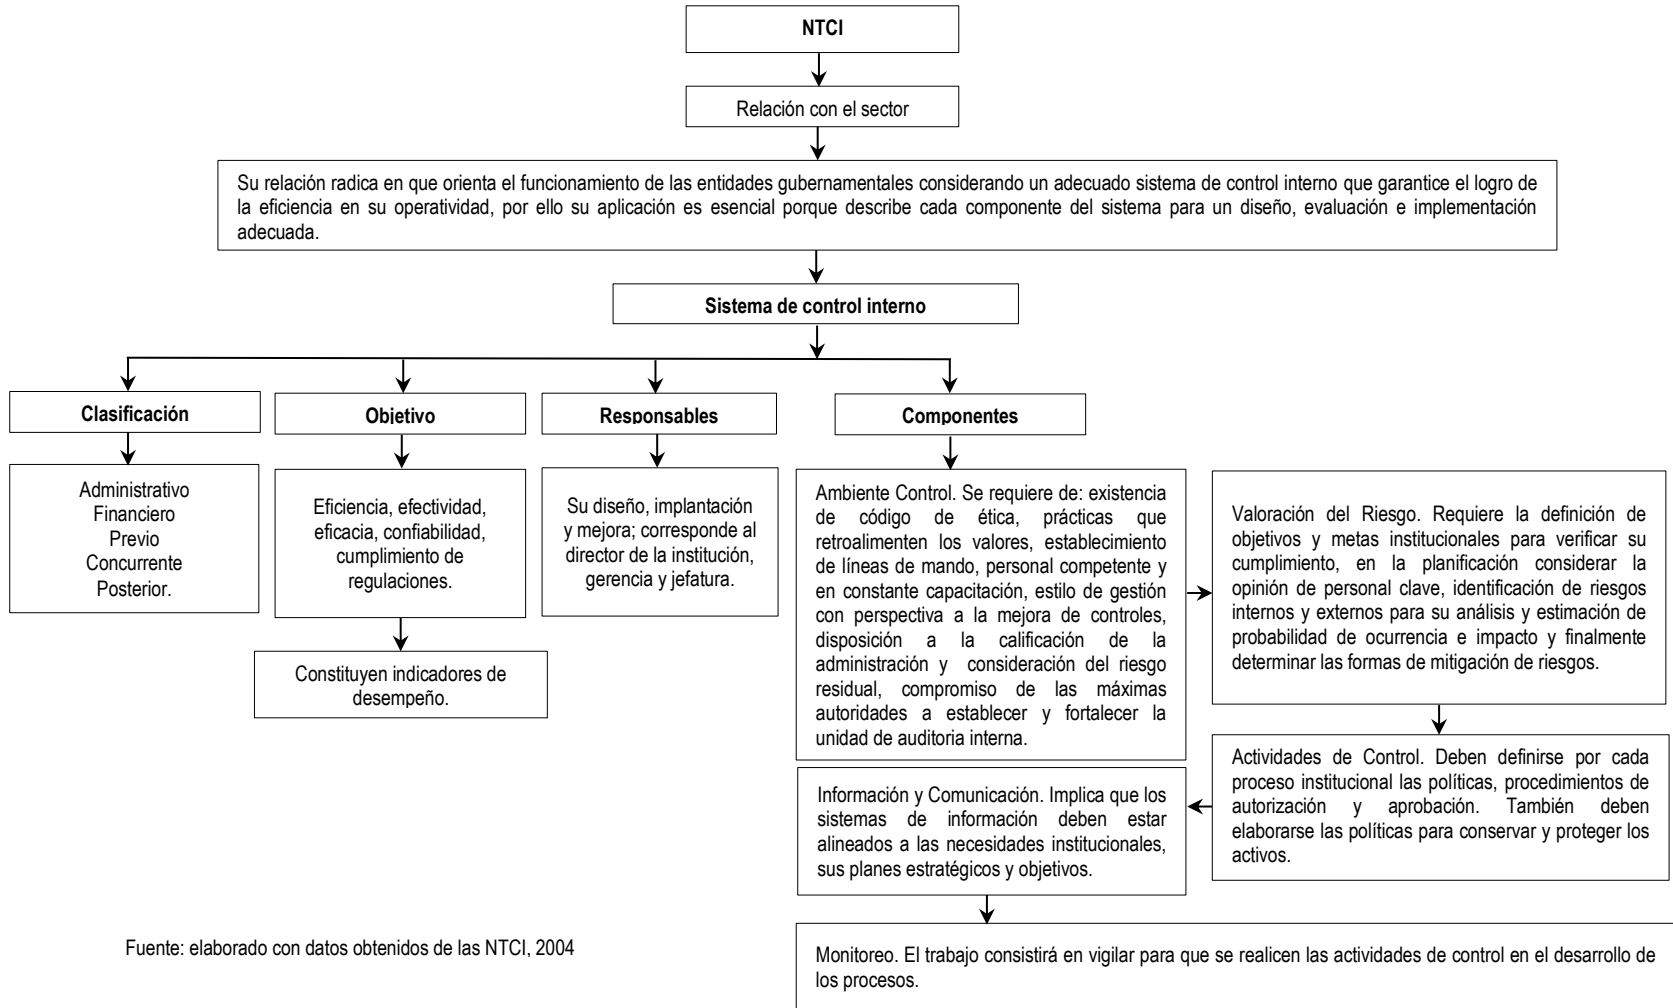 NTCI
Relación con el sector
Su relación radica en que orienta el funcionamiento de las entidades gubernamentales considerando un adecuado sistema de control interno que garantice el logro de
la eficiencia en su operatividad, por ello su aplicación es esencial porque describe cada componente del sistema para un diseño, evaluación e implementación
adecuada.
Sistema de control interno
Clasificación
Objetivo
Responsables
Componentes
Administrativo
Financiero
Previo
Concurrente
Posterior.
Eficiencia, efectividad,
eficacia, confiabilidad,
cumplimiento de
regulaciones.
Constituyen indicadores de
desempeño.
Su diseño, implantación
y mejora; corresponde al
director de la institución,
gerencia y jefatura.
Ambiente Control. Se requiere de: existencia
de código de ética, prácticas que
retroalimenten los valores, establecimiento
de líneas de mando, personal competente y
en constante capacitación, estilo de gestión
con perspectiva a la mejora de controles,
disposición a la calificación de la
administración y consideración del riesgo
residual, compromiso de las máximas
autoridades a establecer y fortalecer la
unidad de auditoria interna.
Valoración del Riesgo. Requiere la definición de
objetivos y metas institucionales para verificar su
cumplimiento, en la planificación considerar la
opinión de personal clave, identificación de riesgos
internos y externos para su análisis y estimación de
probabilidad de ocurrencia e impacto y finalmente
determinar las formas de mitigación de riesgos.
Actividades de Control. Deben definirse por cada
proceso institucional las políticas, procedimientos de
autorización y aprobación. También deben
elaborarse las políticas para conservar y proteger los
activos.
Información y Comunicación. Implica que los
sistemas de información deben estar
alineados a las necesidades institucionales,
sus planes estratégicos y objetivos.
Monitoreo. El trabajo consistirá en vigilar para que se realicen las actividades de control en el desarrollo de
los procesos.
Fuente: elaborado con datos obtenidos de las NTCI, 2004